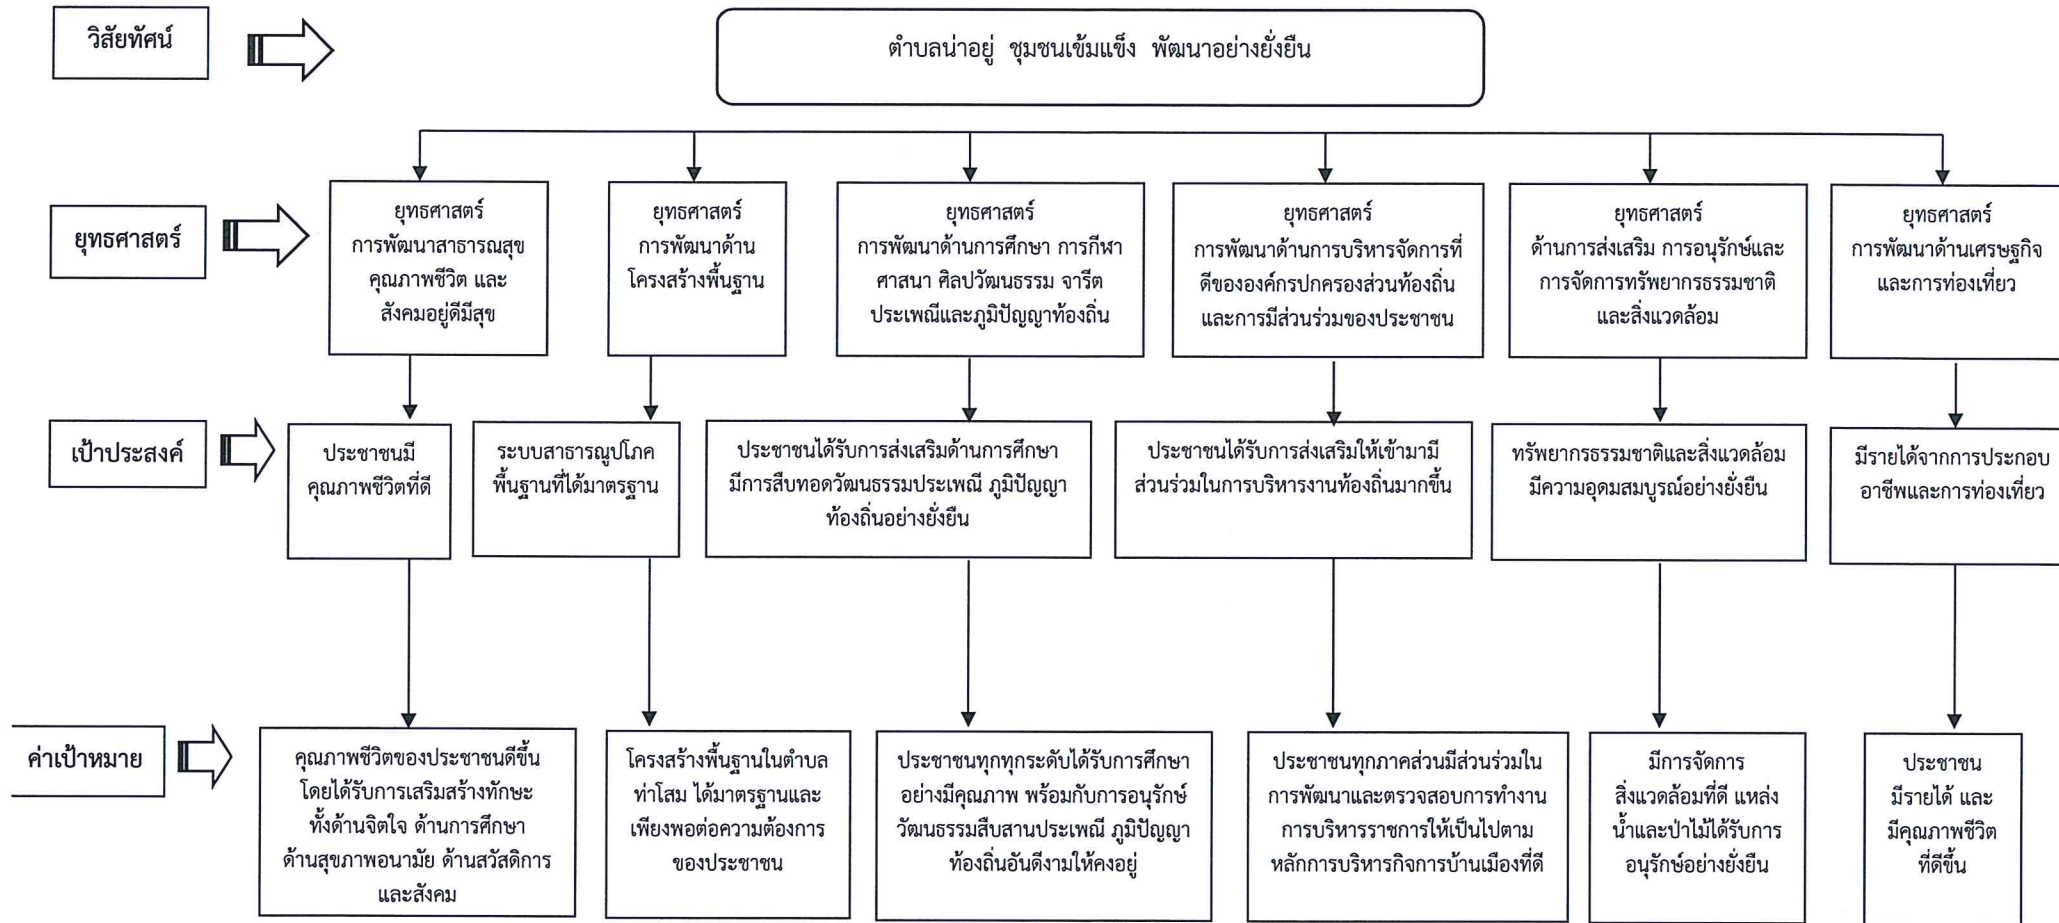 วิสัยทัศน์
ตำบลน่าอยู่ ชุมชนเข้มแข็ง พัฒนาอย่างยั่งยืน
ยุทธศาสตร์
ยุทธศาสตร์
การพัฒนาสาธารณสุข
คุณภาพชีวิต และ
สังคมอยู่ดีมีสุข
ยุทธศาสตร์
การพัฒนาด้าน
โครงสร้างพื้นฐาน
ยุทธศาสตร์
การพัฒนาด้านการศึกษา การกีฬา
ศาสนา ศิลปวัฒนธรรม จารีต
ประเพณีและภูมิปัญญาท้องถิ่น
ยุทธศาสตร์
การพัฒนาด้านการบริหารจัดการที่
ดีขององค์กรปกครองส่วนท้องถิ่น
และการมีส่วนร่วมของประชาชน
ยุทธศาสตร์
ด้านการส่งเสริม การอนุรักษ์และ
การจัดการทรัพยากรธรรมชาติ
และสิ่งแวดล้อม
ยุทธศาสตร์
การพัฒนาด้านเศรษฐกิจ
และการท่องเที่ยว
เป้าประสงค์
ประชาชนมี
คุณภาพชีวิตที่ดี
ระบบสาธารณูปโภค
พื้นฐานที่ได้มาตรฐาน
ประชาชนได้รับการส่งเสริมด้านการศึกษา
มีการสืบทอดวัฒนธรรมประเพณี ภูมิปัญญา
ท้องถิ่นอย่างยั่งยืน
ประชาชนได้รับการส่งเสริมให้เข้ามามี
ส่วนร่วมในการบริหารงานท้องถิ่นมากขึ้น
ทรัพยากรธรรมชาติและสิ่งแวดล้อม
มีความอุดมสมบูรณ์อย่างยั่งยืน
มีรายได้จากการประกอบ
อาชีพและการท่องเที่ยว
ค่าเป้าหมาย
คุณภาพชีวิตของประชาชนดีขึ้น
โดยได้รับการเสริมสร้างทักษะ
ทั้งด้านจิตใจ ด้านการศึกษา
ด้านสุขภาพอนามัย ด้านสวัสดิการ
และสังคม
โครงสร้างพื้นฐานในตำบล
ท่าโสม ได้มาตรฐานและ
เพียงพอต่อความต้องการ
ของประชาชน
ประชาชนทุกทุกระดับได้รับการศึกษา
อย่างมีคุณภาพ พร้อมกับการอนุรักษ์
วัฒนธรรมสืบสานประเพณี ภูมิปัญญา
ท้องถิ่นอันดีงามให้คงอยู่
ประชาชนทุกภาคส่วนมีส่วนร่วมใน
การพัฒนาและตรวจสอบการทำงาน
การบริหารราชการให้เป็นไปตาม
หลักการบริหารกิจการบ้านเมืองที่ดี
มีการจัดการ
สิ่งแวดล้อมที่ดี แหล่ง
น้ำและป่าไม้ได้รับการ
อนุรักษ์อย่างยั่งยืน
ประชาชน
มีรายได้ และ
มีคุณภาพชีวิต
ที่ดีขึ้น